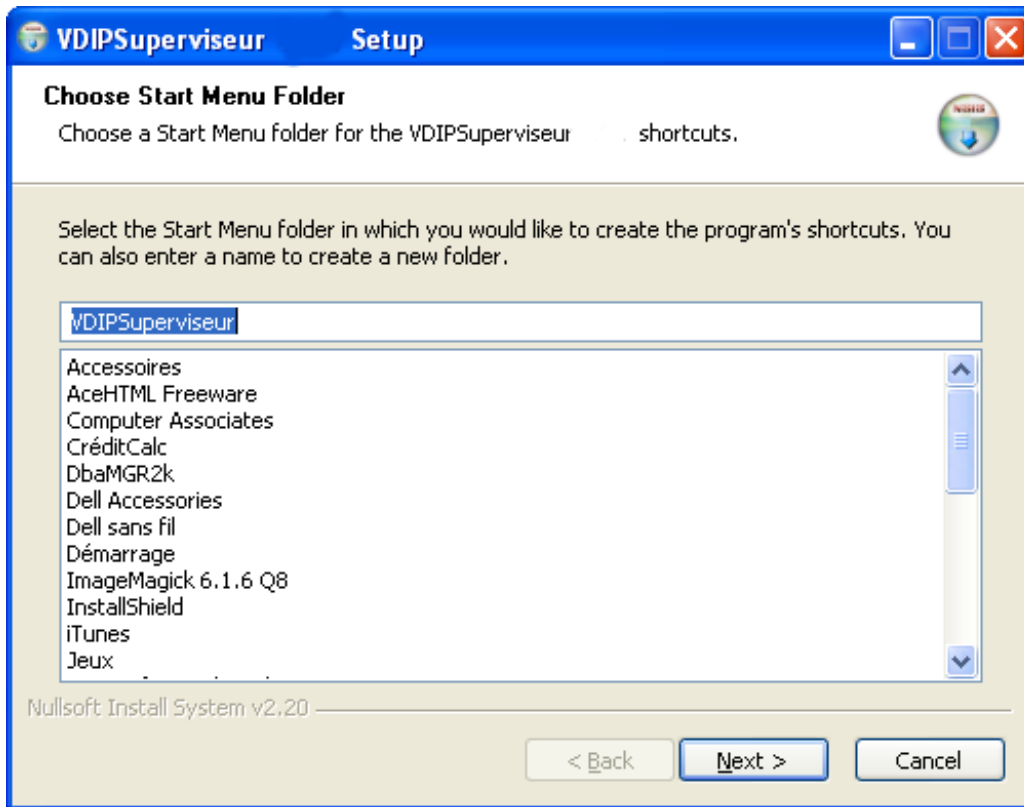 VDIPSuperviseur Setup
Choose Start Menu Folder
Choose a Start Menu folder for the VDIPSuperviseur shortcuts.
Select the Start Menu folder in which you would like to create the program's shortcuts. You
can also enter a name to create a new folder.
VDIPSuperviseur
Accessoires
AceHTML Freeware
Computer Associates
CréditCalc
DbaMGR2k
Dell Accessories
Dell sans fil
Démarrage
ImageMagick 6.1.6 Q8
InstallShield
iTunes
Jeux
Nullsoft Install System v2.20
< Back Next > Cancel